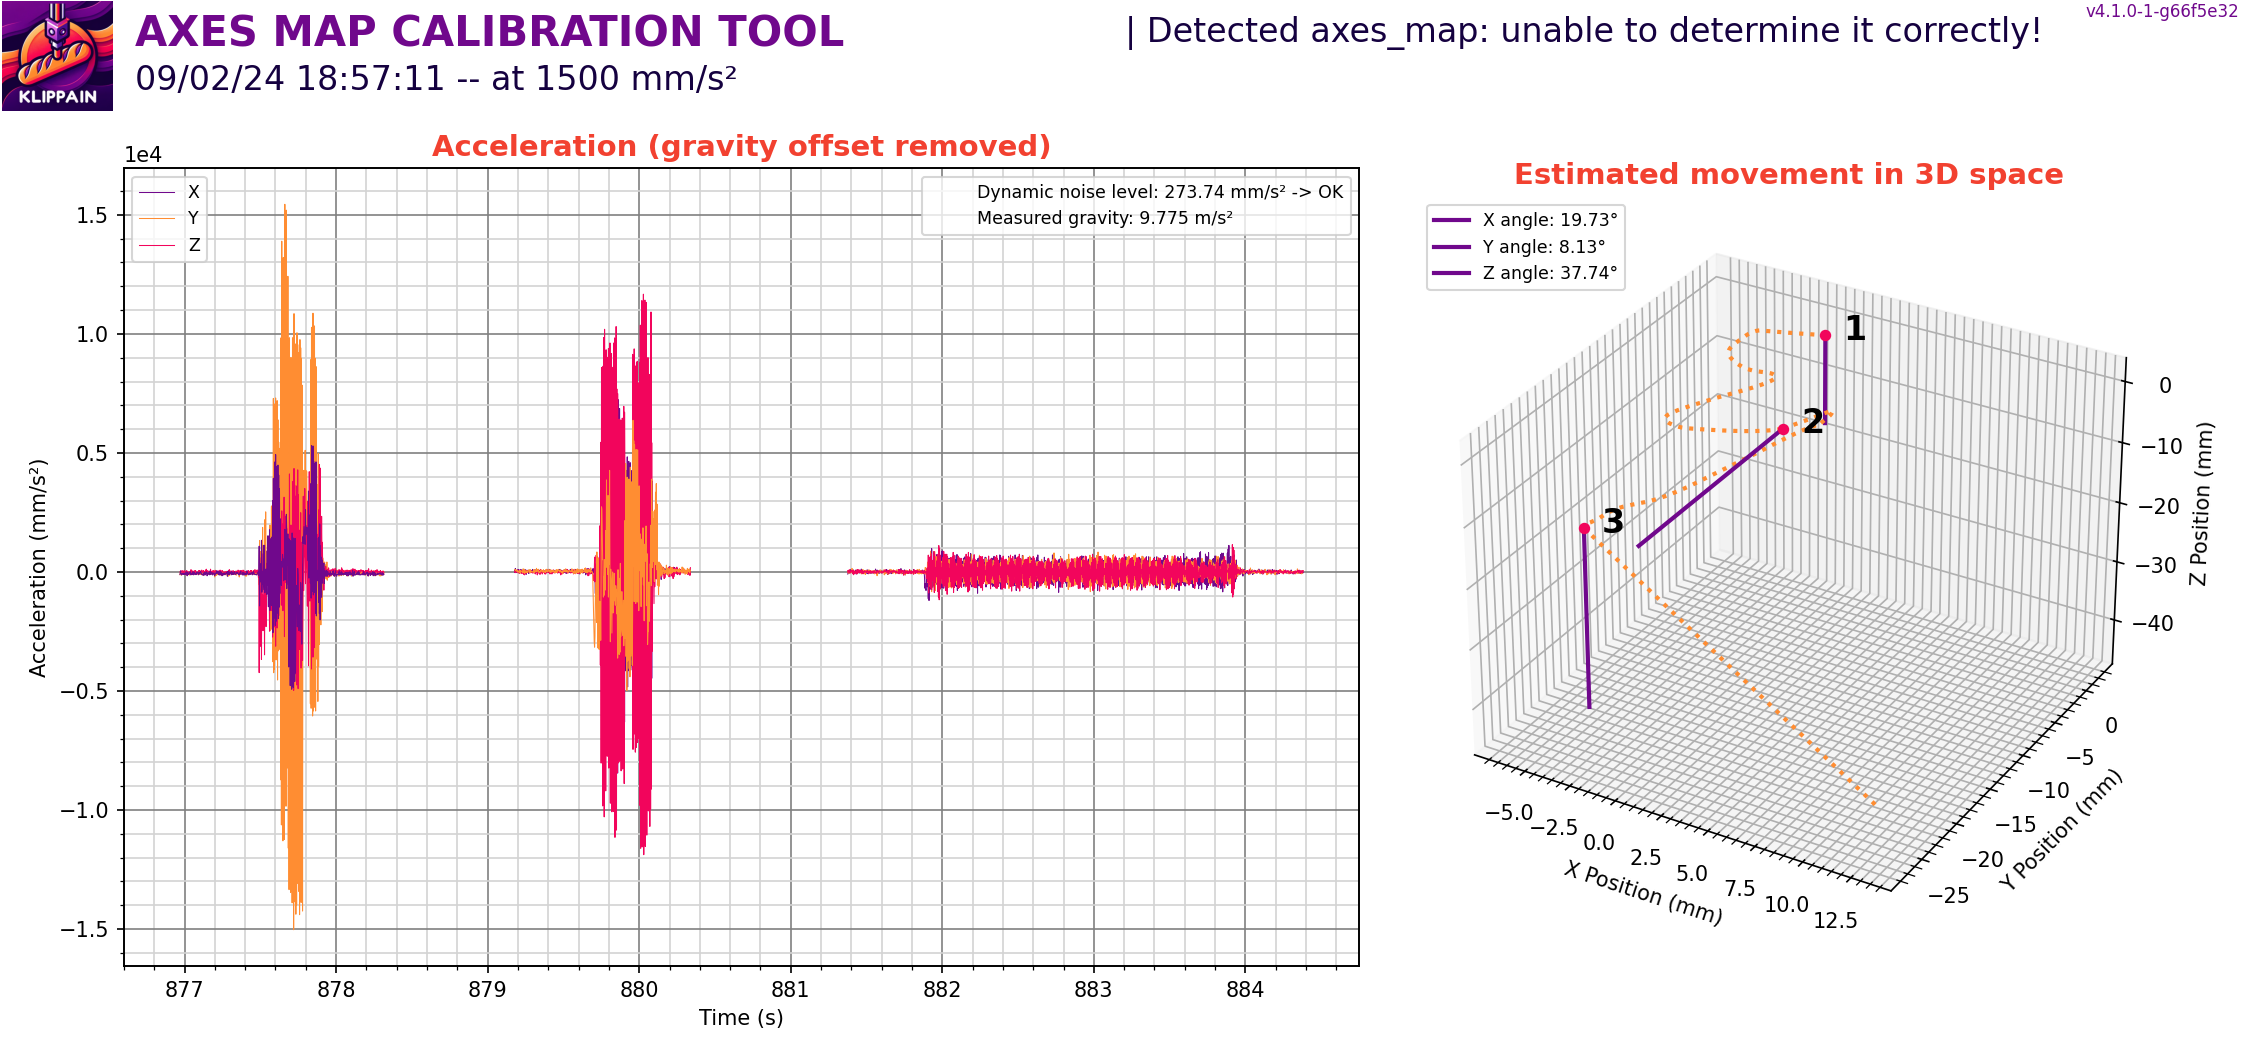 KLIPPAIN
AXES MAP CALIBRATION TOOL
09/02/24 18:57:11 -- at 1500 mm/s²
| Detected axes_map: unable to determine it correctly!
v4.1.0-1-g66f5e32
Acceleration (gravity offset removed)
1e4
X
Y
Z
Dynamic noise level: 273.74 mm/s² -> OK
Measured gravity: 9.775 m/s²
Acceleration (mm/s²)
1.5
1.0
0.5
0.0
−0.5
−1.0
−1.5
877
878
879
880
881
882
883
884
Time (s)
Estimated movement in 3D space
X angle: 19.73°
Y angle: 8.13°
Z angle: 37.74°
1
2
3
0
−10
−20
−30
−40
Z Position (mm)
0
−5
−10
−15
−20
−25
Y Position (mm)
−5.0
−2.5
0.0
2.5
5.0
7.5
10.0
12.5
X Position (mm)